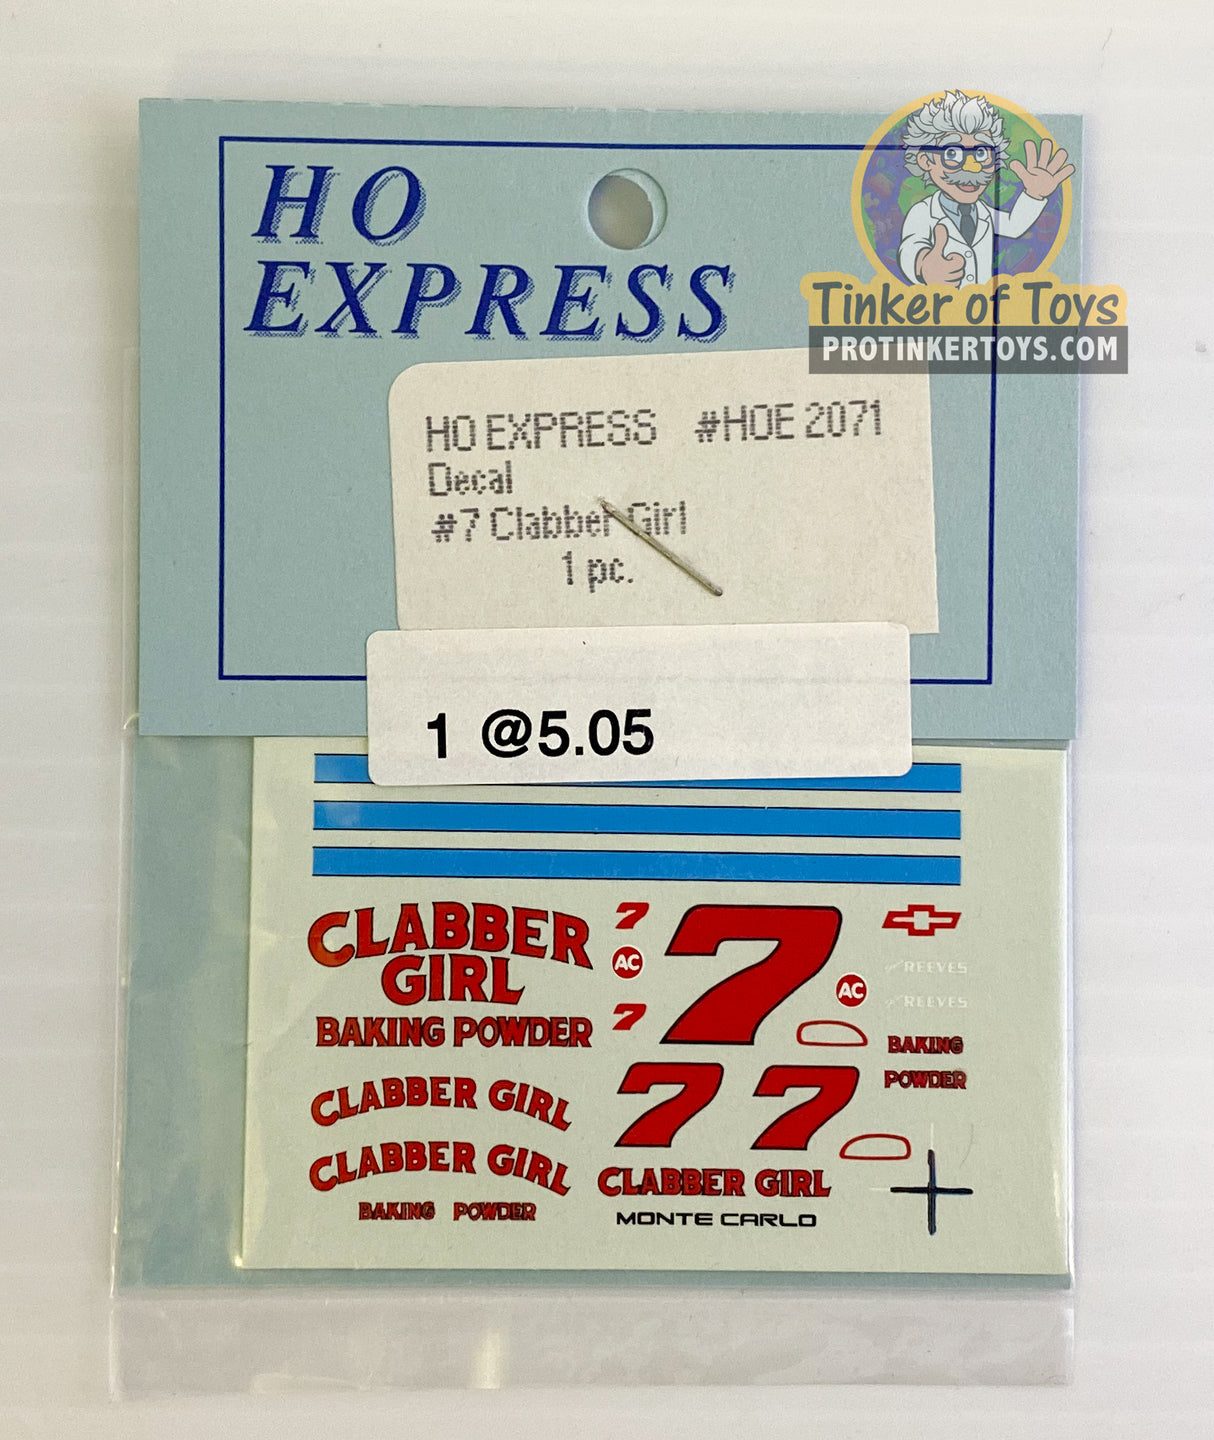 HO
EXPRESS
Tinker of Toys
PROTINKERTOYS.COM
HO EXPRESS #HOE 2071
Decal
#7 Clabber Girl
1 pc.
1 @5.05
CLABBER
GIRL
BAKING POWDER
7
AC
7
7
AC
REEVES
REEVES
BAKING
POWDER
CLABBER GIRL
CLABBER GIRL
BAKING POWDER
7 7
CLABBER GIRL
MONTE CARLO